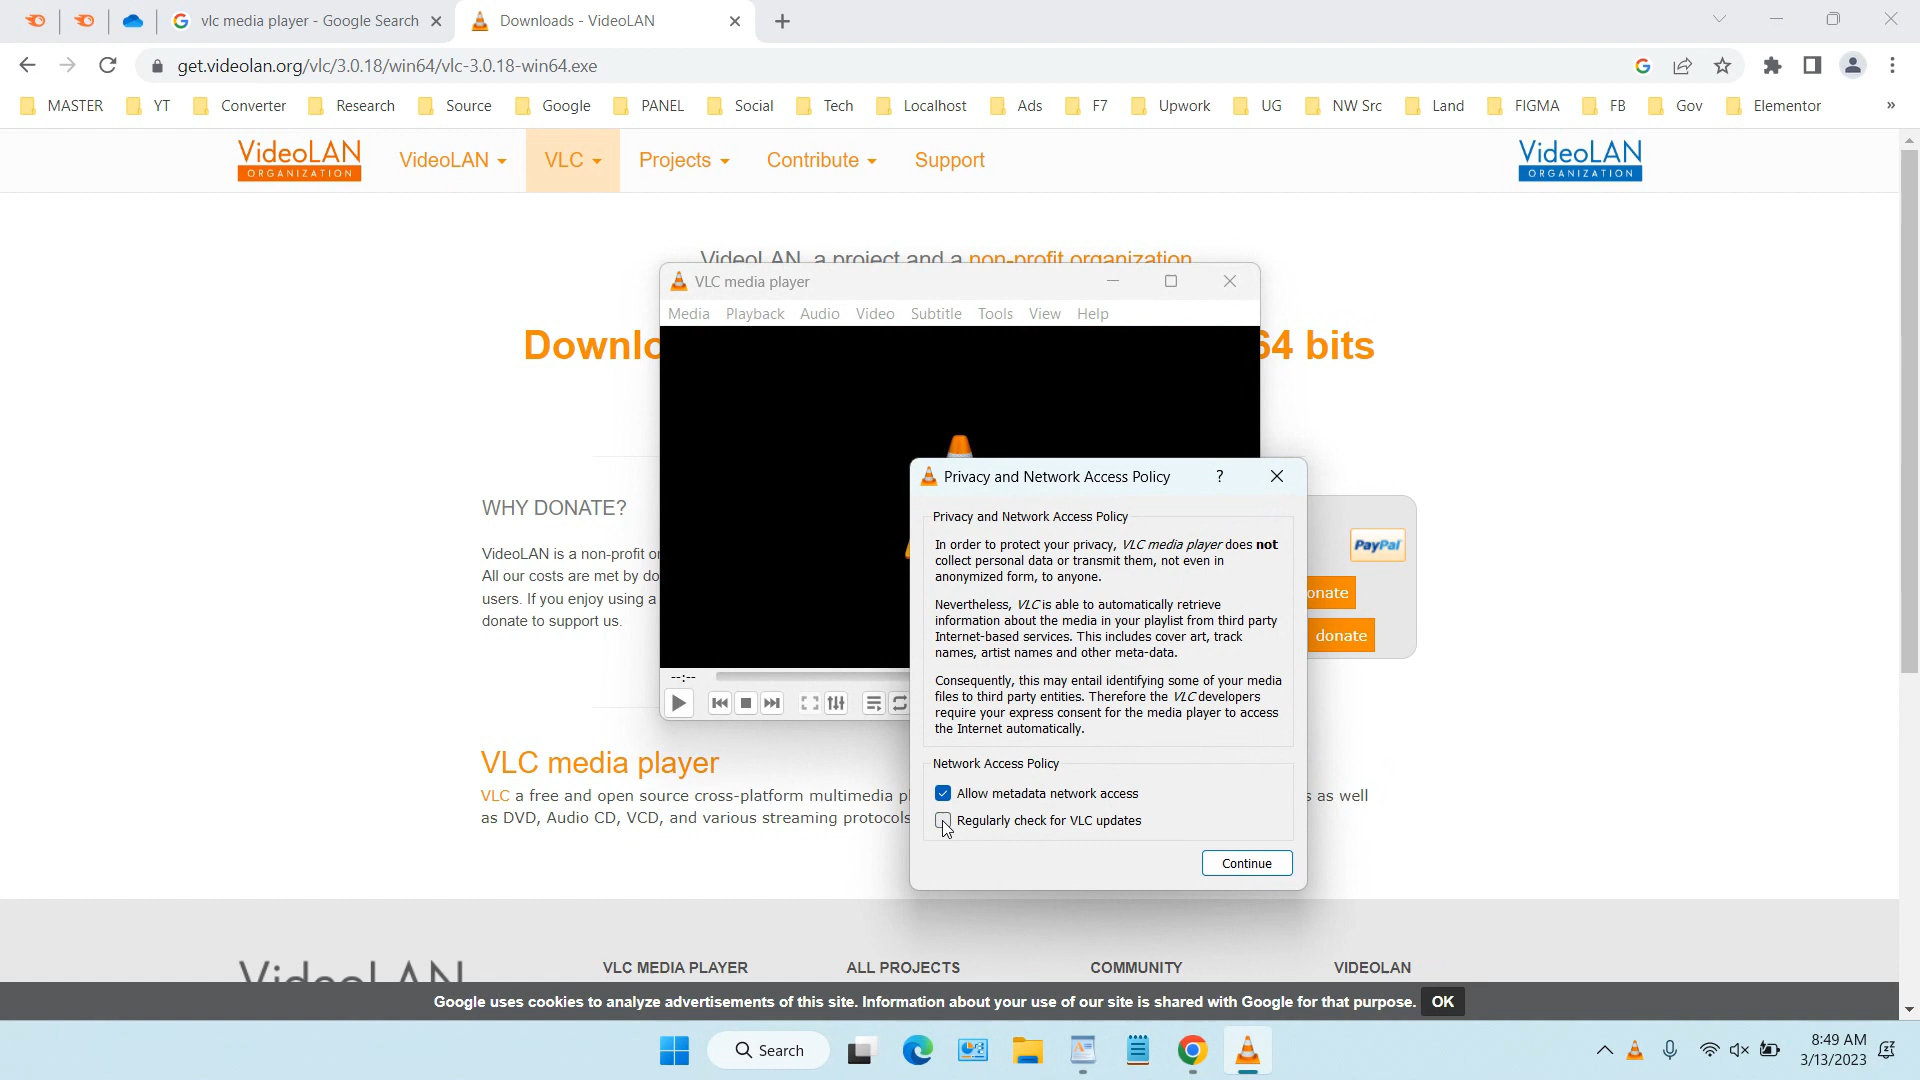 vlc media player - Google Search
Downloads - VideoLAN
get.videolan.org/vlc/3.0.18/win64/vlc-3.0.18-win64.exe
MASTER YT Converter Research Source Google PANEL Social Tech Localhost Ads F7 Upwork UG NW Src Land FIGMA FB Gov Elementor »
VideoLAN
ORGANIZATION
VideoLAN VLC Projects Contribute Support
VideoLAN
ORGANIZATION
VideoLAN, a project and a non-profit organization
VLC media player
Media Playback Audio Video Subtitle Tools View Help
Downlo 64 bits
Privacy and Network Access Policy ?
WHY DONATE?
VideoLAN is a non-profit o
All our costs are met by do
users. If you enjoy using a
donate to support us.
PayPal
onate
donate
Privacy and Network Access Policy
In order to protect your privacy, VLC media player does not
collect personal data or transmit them, not even in
anonymized form, to anyone.
Nevertheless, VLC is able to automatically retrieve
information about the media in your playlist from third party
Internet-based services. This includes cover art, track
names, artist names and other meta-data.
Consequently, this may entail identifying some of your media
files to third party entities. Therefore the VLC developers
require your express consent for the media player to access
the Internet automatically.
Network Access Policy
Allow metadata network access
Regularly check for VLC updates
Continue
--:--
VLC media player
VLC a free and open source cross-platform multimedia p s as well
as DVD, Audio CD, VCD, and various streaming protocols
VideoLAN
VLC MEDIA PLAYER ALL PROJECTS COMMUNITY VIDEOLAN
Google uses cookies to analyze advertisements of this site. Information about your use of our site is shared with Google for that purpose. OK
Search
8:49 AM
3/13/2023